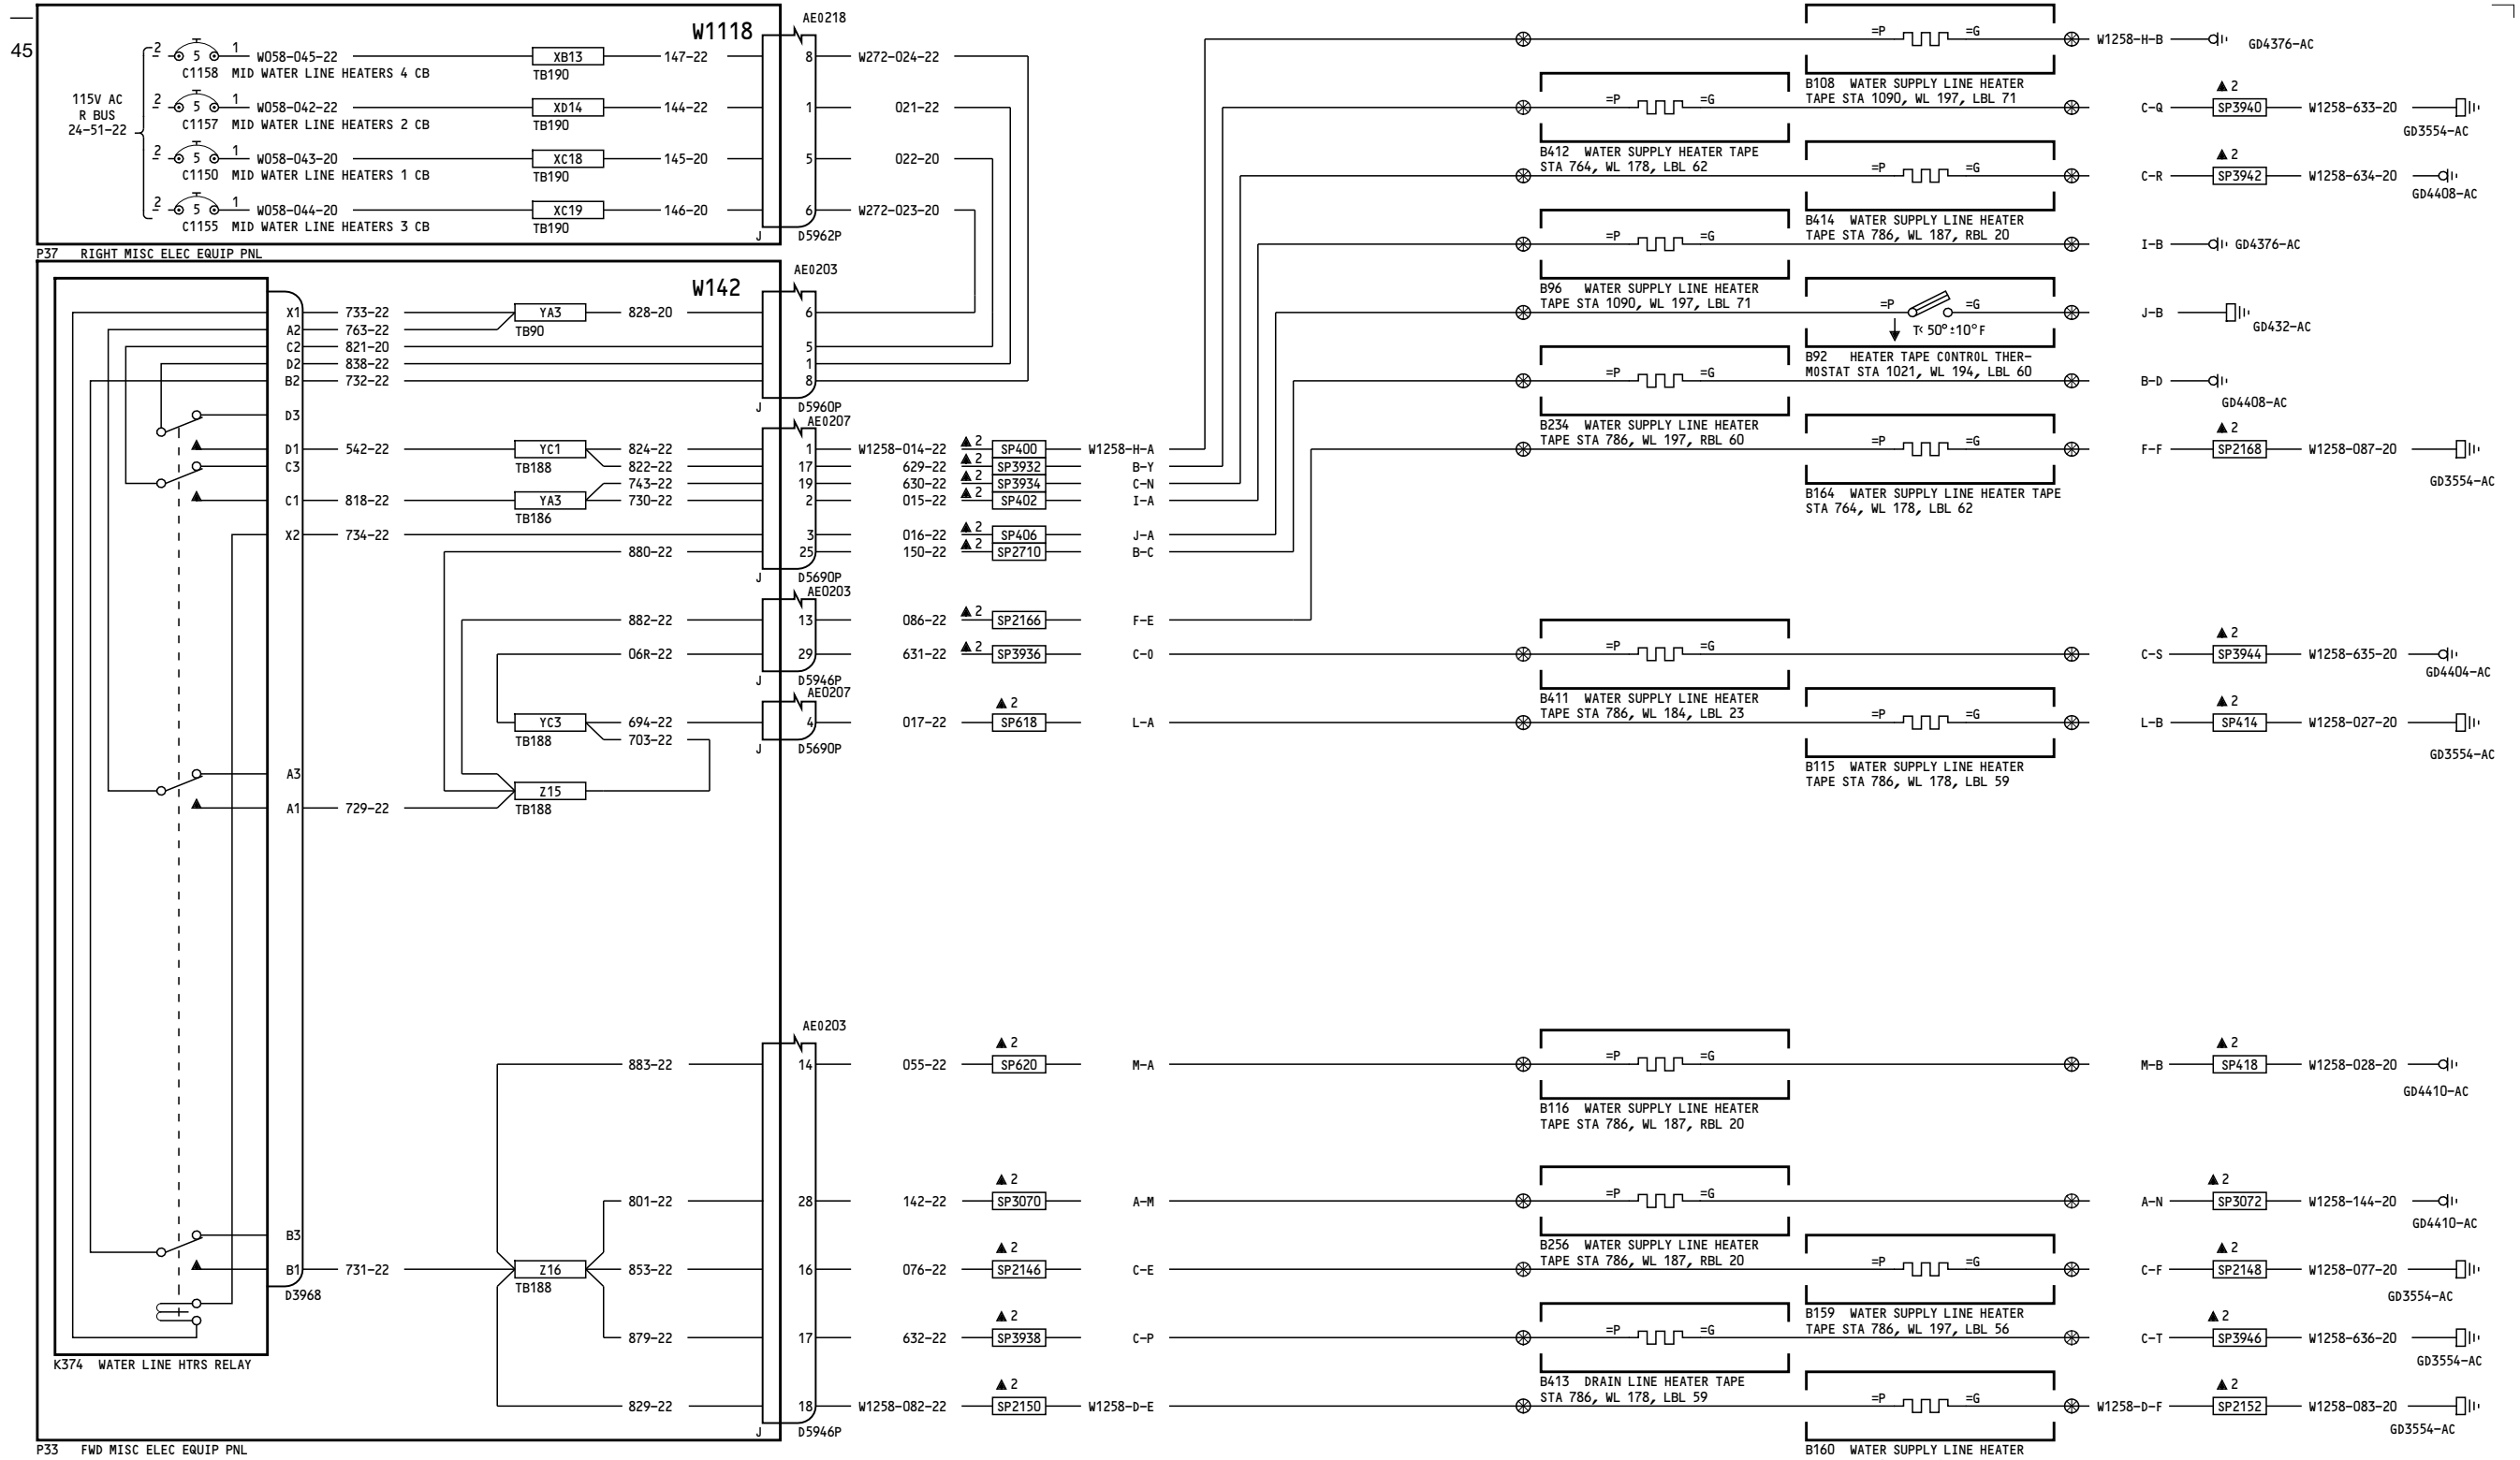 45
W1118
AE0218
115V AC
R BUS
24-51-22
2 5 1 W058-045-22 XB13 147-22 8 W272-024-22
C1158 MID WATER LINE HEATERS 4 CB TB190
2 5 1 W058-042-22 XD14 144-22 1 021-22
C1157 MID WATER LINE HEATERS 2 CB TB190
2 5 1 W058-043-20 XC18 145-20 5 022-20
C1150 MID WATER LINE HEATERS 1 CB TB190
2 5 1 W058-044-20 XC19 146-20 6 W272-023-20
C1155 MID WATER LINE HEATERS 3 CB TB190
J D5962P
P37 RIGHT MISC ELEC EQUIP PNL
W142
AE0203
X1 733-22 YA3 828-20 6
A2 763-22 TB90
C2 821-20 5
D2 838-22 1
B2 732-22 8
J D5960P
AE0207
D3
D1 542-22 YC1 824-22 1 W1258-014-22 2 SP400 W1258-H-A
TB188 822-22 17 629-22 2 SP3932 B-Y
C3
743-22 19 630-22 2 SP3934 C-N
C1 818-22 YA3 730-22 2 015-22 2 SP402 I-A
TB186
X2 734-22 3 016-22 2 SP406 J-A
880-22 25 150-22 2 SP2710 B-C
J D5690P
AE0203
882-22 13 086-22 2 SP2166 F-E
06R-22 29 631-22 2 SP3936 C-0
J D5946P
AE0207
YC3 694-22 4 017-22 2 SP618 L-A
TB188 703-22
J D5690P
A3
Z15
TB188
A1 729-22
AE0203
883-22 14 055-22 2 SP620 M-A
801-22 28 142-22 2 SP3070 A-M
B3
B1 731-22 Z16 853-22 16 076-22 2 SP2146 C-E
TB188
D3968
879-22 17 632-22 2 SP3938 C-P
K374 WATER LINE HTRS RELAY
829-22 18 W1258-082-22 2 SP2150 W1258-D-E
J D5946P
P33 FWD MISC ELEC EQUIP PNL
=P =G W1258-H-B GD4376-AC
B108 WATER SUPPLY LINE HEATER
TAPE STA 1090, WL 197, LBL 71
=P =G C-Q 2 SP3940 W1258-633-20 GD3554-AC
B412 WATER SUPPLY HEATER TAPE
STA 764, WL 178, LBL 62
=P =G C-R 2 SP3942 W1258-634-20 GD4408-AC
B414 WATER SUPPLY LINE HEATER
TAPE STA 786, WL 187, RBL 20
=P =G I-B GD4376-AC
B96 WATER SUPPLY LINE HEATER
TAPE STA 1090, WL 197, LBL 71
=P =G J-B GD432-AC
T< 50°±10°F
B92 HEATER TAPE CONTROL THER-
MOSTAT STA 1021, WL 194, LBL 60
=P =G B-D GD4408-AC
B234 WATER SUPPLY LINE HEATER
TAPE STA 786, WL 197, RBL 60
=P =G F-F 2 SP2168 W1258-087-20 GD3554-AC
B164 WATER SUPPLY LINE HEATER TAPE
STA 764, WL 178, LBL 62
=P =G C-S 2 SP3944 W1258-635-20 GD4404-AC
B411 WATER SUPPLY LINE HEATER
TAPE STA 786, WL 184, LBL 23
=P =G L-B 2 SP414 W1258-027-20 GD3554-AC
B115 WATER SUPPLY LINE HEATER
TAPE STA 786, WL 178, LBL 59
=P =G M-B 2 SP418 W1258-028-20 GD4410-AC
B116 WATER SUPPLY LINE HEATER
TAPE STA 786, WL 187, RBL 20
=P =G A-N 2 SP3072 W1258-144-20 GD4410-AC
B256 WATER SUPPLY LINE HEATER
TAPE STA 786, WL 187, RBL 20
=P =G C-F 2 SP2148 W1258-077-20 GD3554-AC
B159 WATER SUPPLY LINE HEATER
TAPE STA 786, WL 197, LBL 56
=P =G C-T 2 SP3946 W1258-636-20 GD3554-AC
B413 DRAIN LINE HEATER TAPE
STA 786, WL 178, LBL 59
=P =G W1258-D-F 2 SP2152 W1258-083-20 GD3554-AC
B160 WATER SUPPLY LINE HEATER